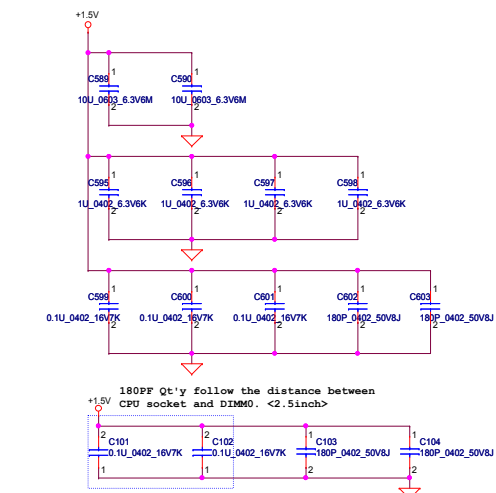 +1.5V
C589 1 C590 1
10U_0603_6.3V6M 10U_0603_6.3V6M
2 2
C595 1 C596 1 C597 1 C598 1
1U_0402_6.3V6K 1U_0402_6.3V6K 1U_0402_6.3V6K 1U_0402_6.3V6K
2 2 2 2
C599 1 C600 1 C601 1 C602 1 C603 1
0.1U_0402_16V7K 0.1U_0402_16V7K 0.1U_0402_16V7K 180P_0402_50V8J 180P_0402_50V8J
2 2 2 2 2
180PF Qt'y follow the distance between
CPU socket and DIMM0. <2.5inch>
+1.5V
2 2 1 1
C101 C102 C103 C104
0.1U_0402_16V7K 0.1U_0402_16V7K 180P_0402_50V8J 180P_0402_50V8J
1 1 2 2